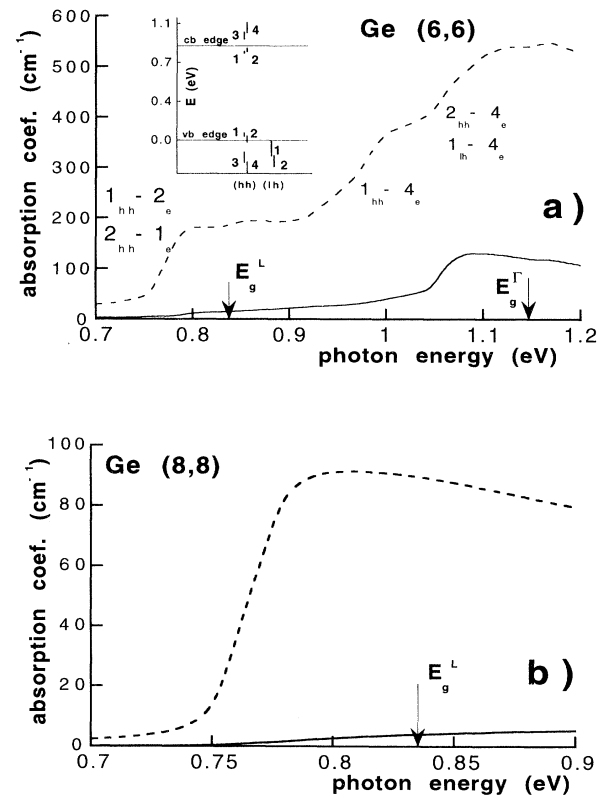 Ge (6,6)
absorption coef. (cm⁻¹)
600
500
400
300
200
100
0
1.1
0.7
0.4
0.0
E (eV)
cb edge
3 4
1 2
vb edge
1 2
1
3 4 2
(hh) (lh)
1hh - 2e
2hh - 1e
1hh - 4e
2hh - 4e
1lh - 4e
a)
EgL
EgΓ
0.7 0.8 0.9 1 1.1 1.2
photon energy (eV)
Ge (8,8)
absorption coef. (cm⁻¹)
100
80
60
40
20
0
EgL
b)
0.7 0.75 0.8 0.85 0.9
photon energy (eV)